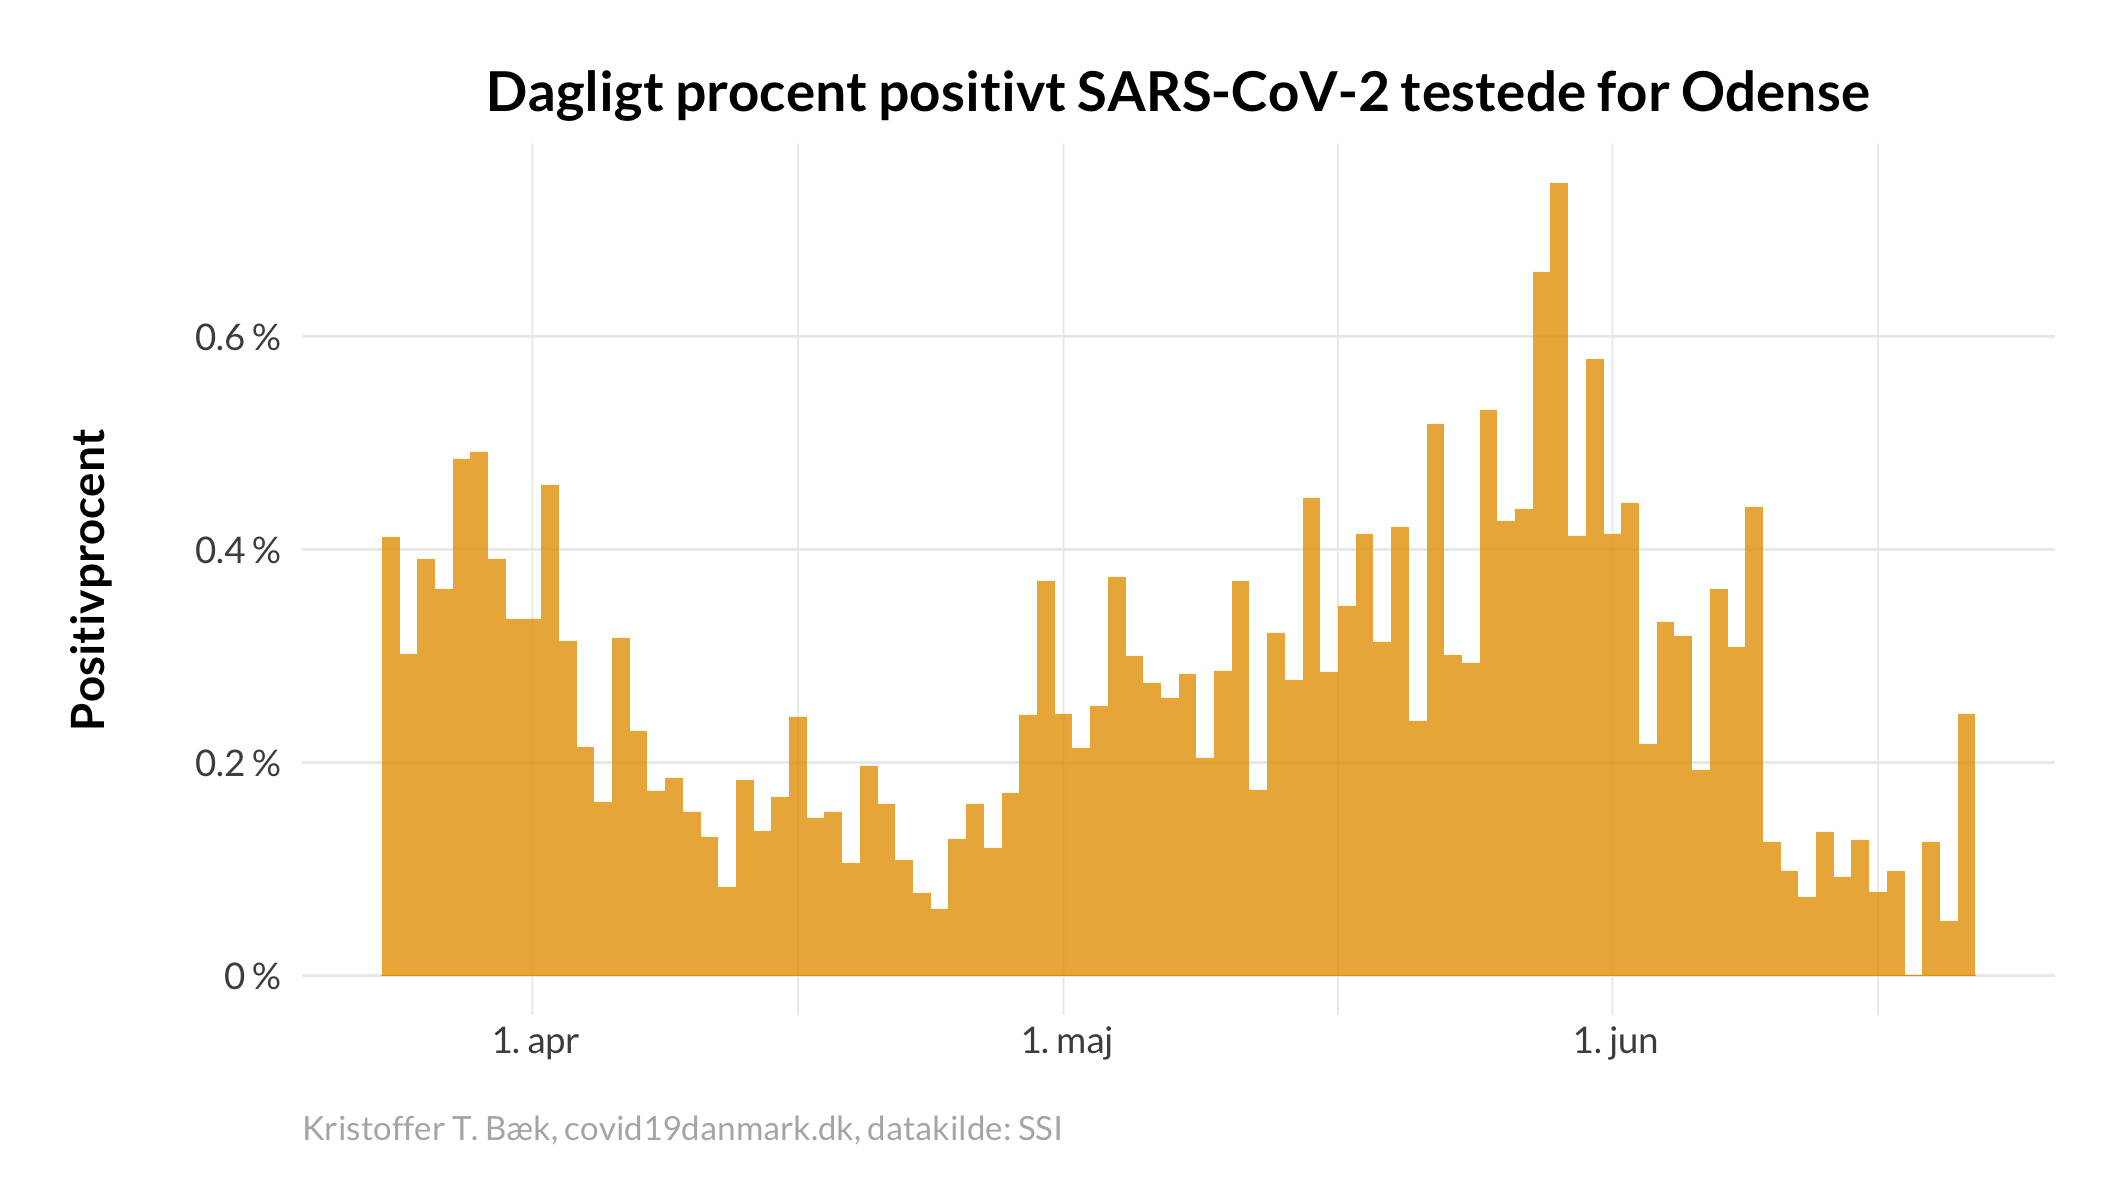 Dagligt procent positivt SARS-CoV-2 testede for Odense
Positivprocent
0.6 %
0.4 %
0.2 %
0 %
1. apr
1. maj
1. jun
Kristoffer T. Bæk, covid19danmark.dk, datakilde: SSI